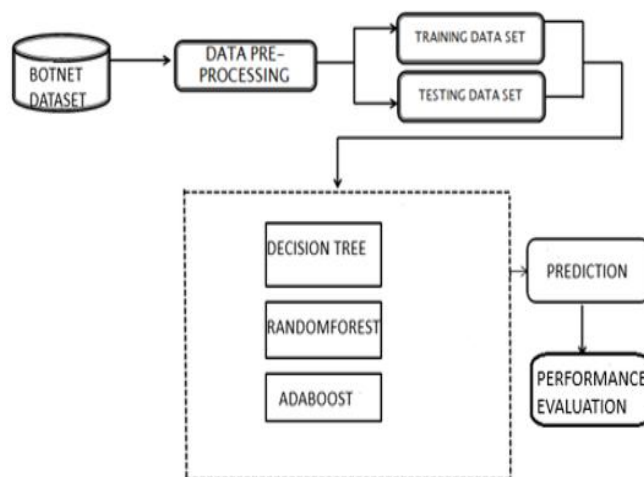 BOTNET
DATASET
DATA PRE-
PROCESSING
TRAINING DATA SET
TESTING DATA SET
DECISION TREE
RANDOMFOREST
ADABOOST
PREDICTION
PERFORMANCE
EVALUATION